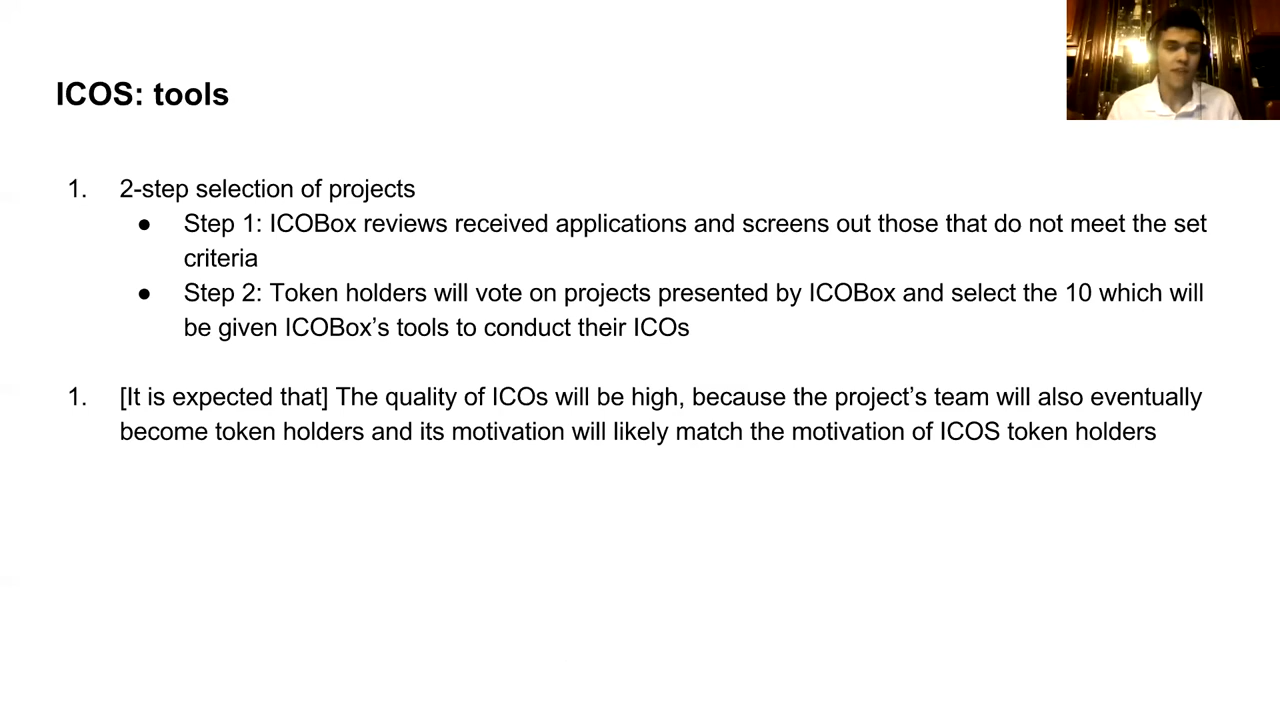 ICOS: tools
1. 2-step selection of projects
● Step 1: ICOBox reviews received applications and screens out those that do not meet the set
criteria
● Step 2: Token holders will vote on projects presented by ICOBox and select the 10 which will
be given ICOBox’s tools to conduct their ICOs
1. [It is expected that] The quality of ICOs will be high, because the project’s team will also eventually
become token holders and its motivation will likely match the motivation of ICOS token holders